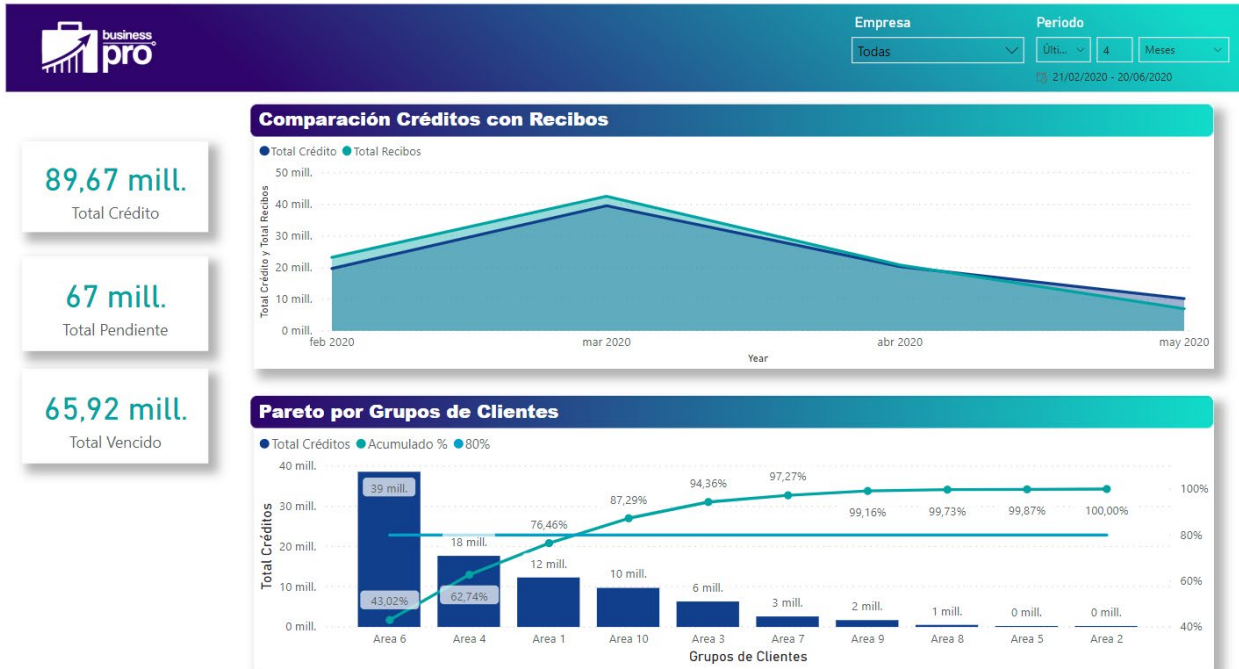 business
pro
Empresa
Todas
Periodo
Últi...
4
Meses
21/02/2020 - 20/06/2020
89,67 mill.
Total Crédito
67 mill.
Total Pendiente
65,92 mill.
Total Vencido
Comparación Créditos con Recibos
Total Crédito Total Recibos
Total Crédito y Total Recibos
50 mill.
40 mill.
30 mill.
20 mill.
10 mill.
0 mill.
feb 2020 mar 2020 abr 2020 may 2020
Year
Pareto por Grupos de Clientes
Total Créditos Acumulado % 80%
Total Créditos
40 mill.
30 mill.
20 mill.
10 mill.
0 mill.
39 mill.
18 mill.
12 mill.
10 mill.
6 mill.
3 mill.
2 mill.
1 mill.
0 mill.
0 mill.
43,02%
62,74%
76,46%
87,29%
94,36%
97,27%
99,16%
99,73%
99,87%
100,00%
100%
80%
60%
40%
Area 6 Area 4 Area 1 Area 10 Area 3 Area 7 Area 9 Area 8 Area 5 Area 2
Grupos de Clientes